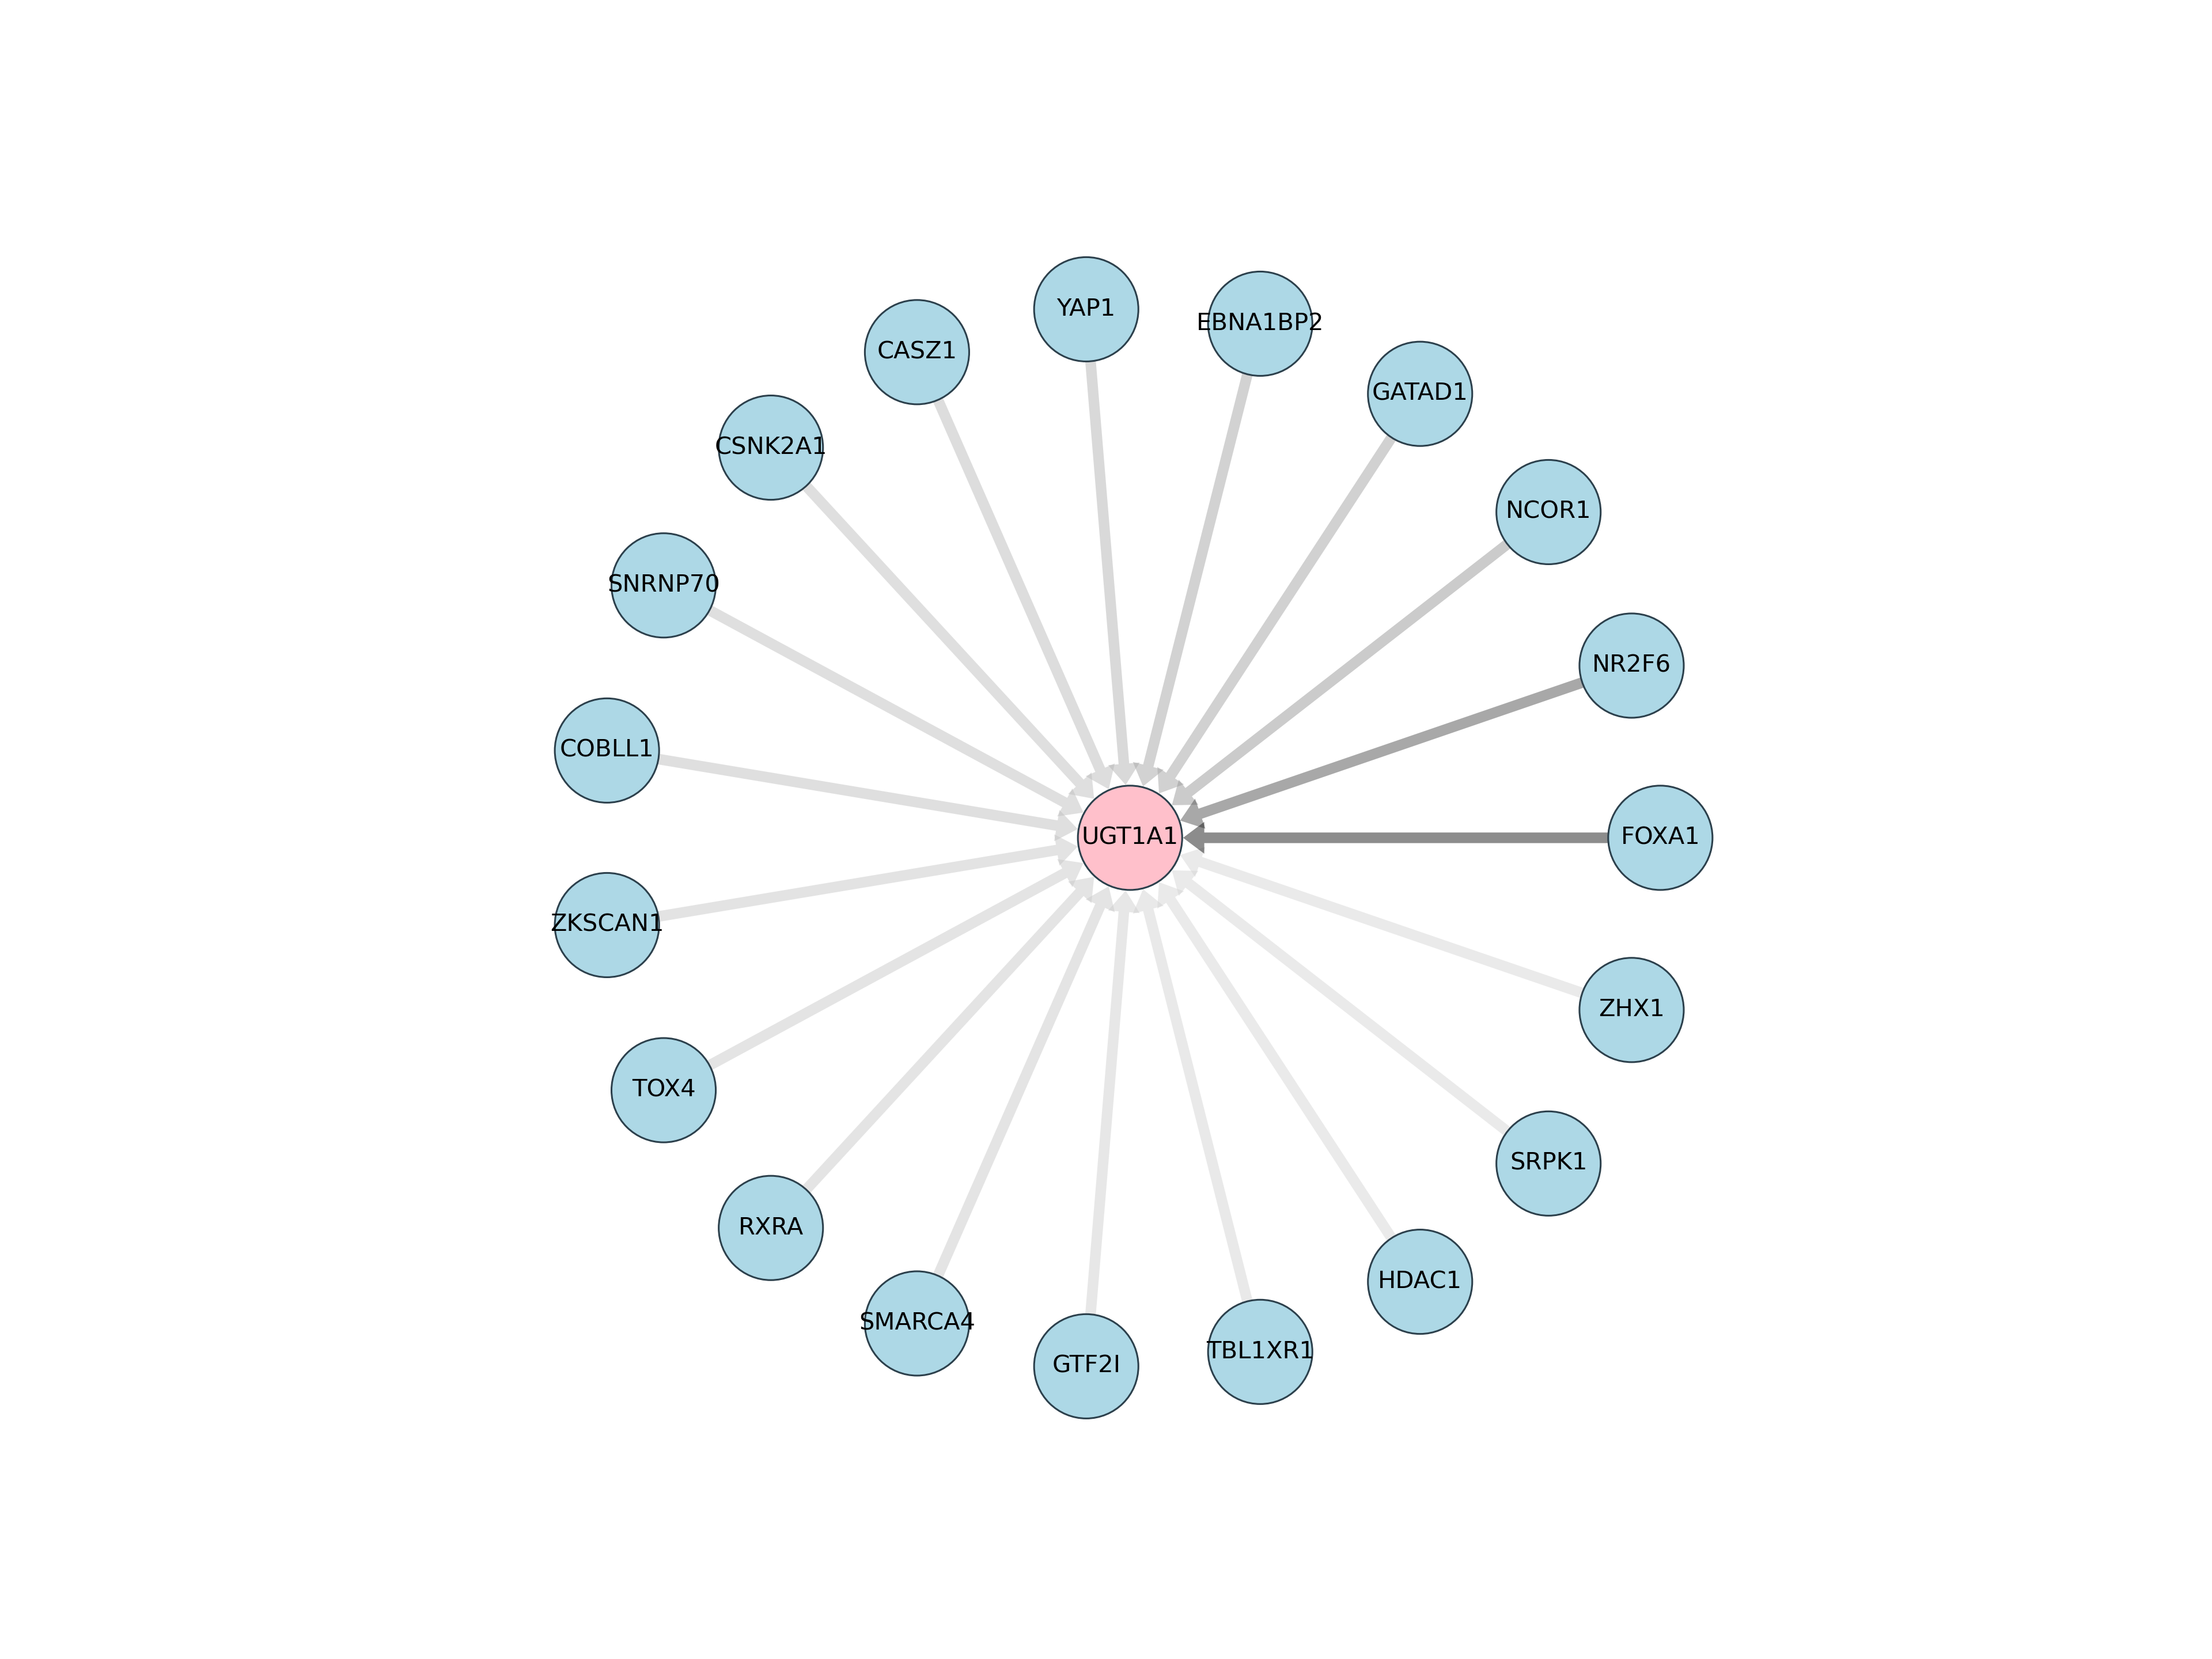 YAP1
EBNA1BP2
CASZ1
GATAD1
CSNK2A1
NCOR1
SNRNP70
NR2F6
COBLL1
UGT1A1
FOXA1
ZKSCAN1
ZHX1
TOX4
SRPK1
RXRA
HDAC1
SMARCA4
TBL1XR1
GTF2I